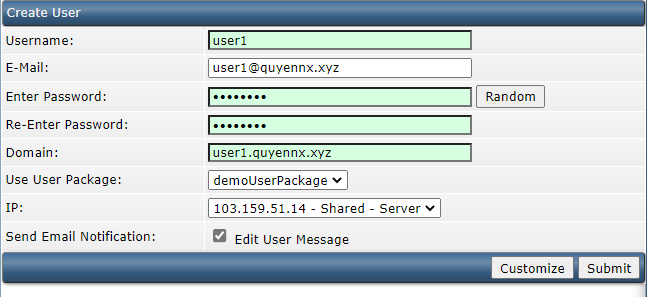 Create User
Username: user1
E-Mail: user1@quyennx.xyz
Enter Password: •••••••• Random
Re-Enter Password: ••••••••
Domain: user1.quyennx.xyz
Use User Package: demoUserPackage
IP: 103.159.51.14 - Shared - Server
Send Email Notification: Edit User Message
Customize Submit